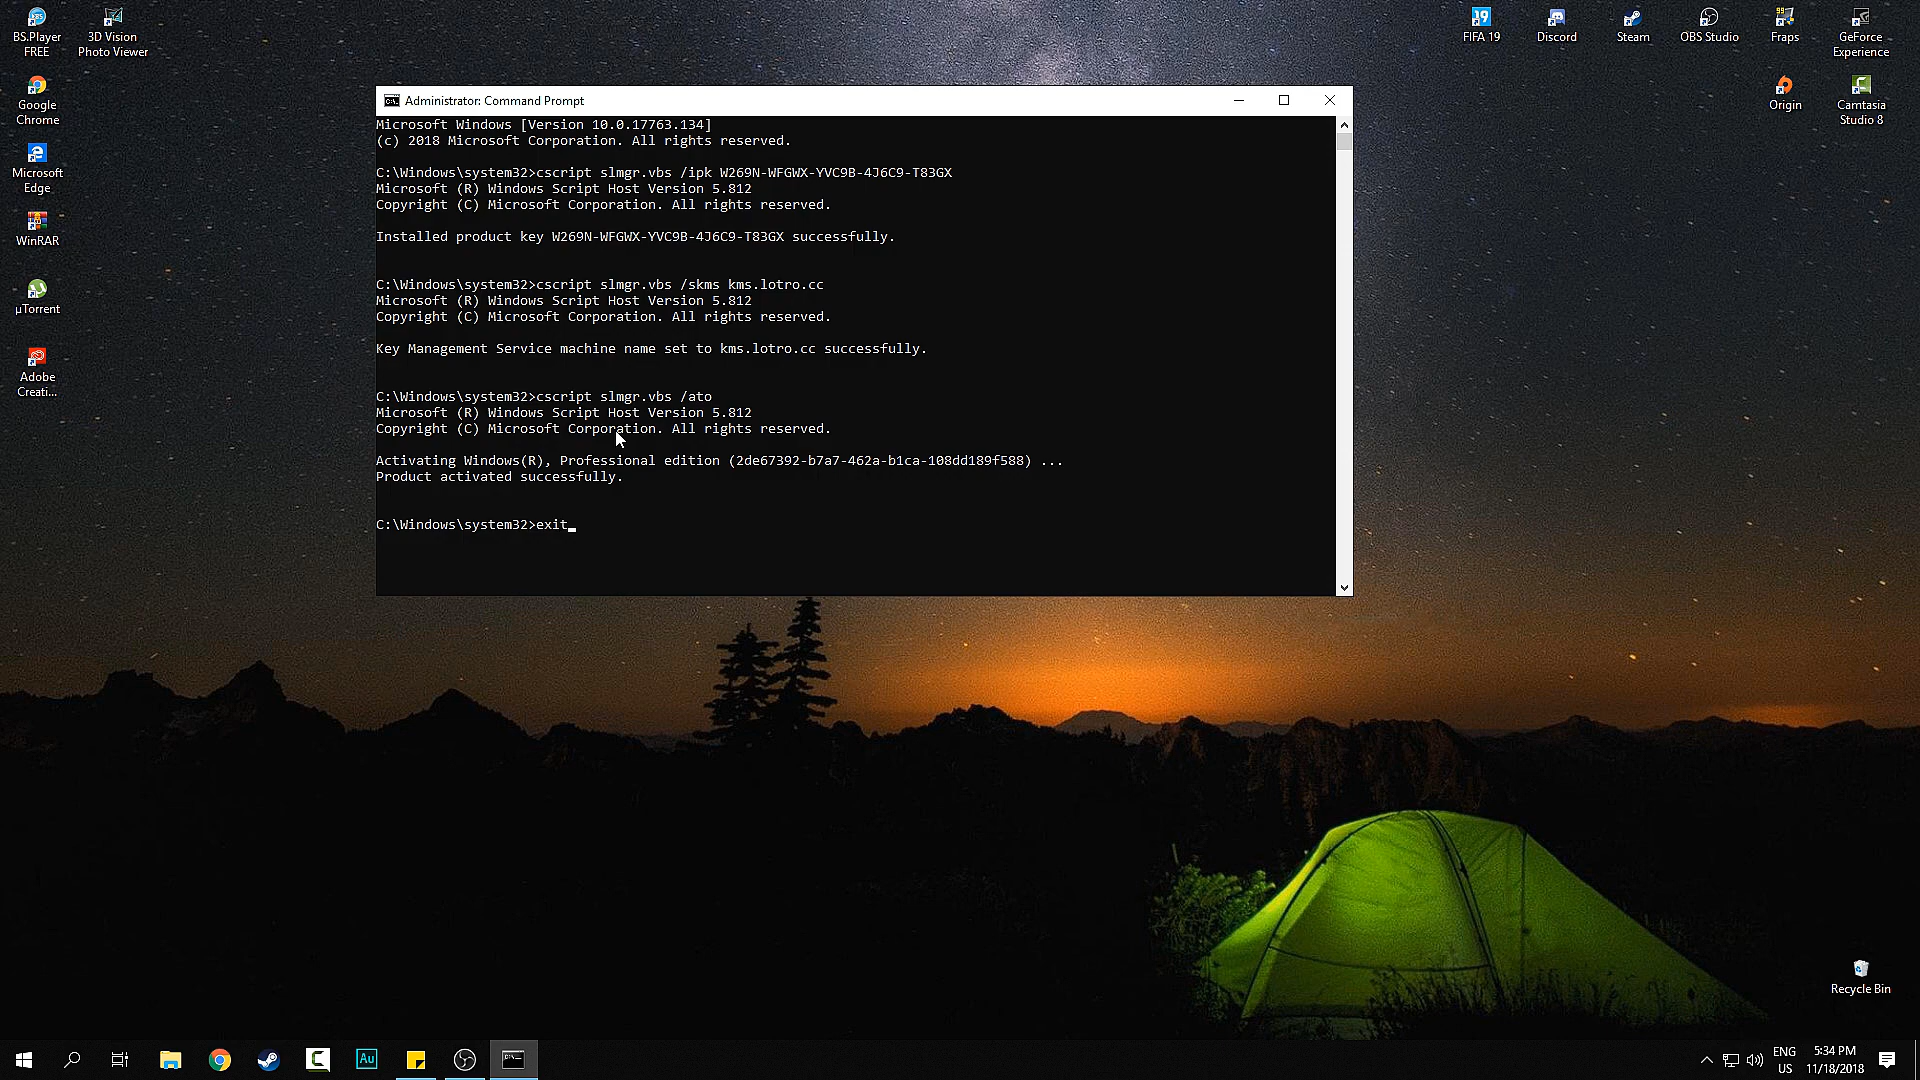 BS.Player
FREE
3D Vision
Photo Viewer
Google
Chrome
Microsoft
Edge
WinRAR
µTorrent
Adobe
Creati...
FIFA 19
Discord
Steam
OBS Studio
Fraps
GeForce
Experience
Origin
Camtasia
Studio 8
Administrator: Command Prompt
Microsoft Windows [Version 10.0.17763.134]
(c) 2018 Microsoft Corporation. All rights reserved.
C:\Windows\system32>cscript slmgr.vbs /ipk W269N-WFGWX-YVC9B-4J6C9-T83GX
Microsoft (R) Windows Script Host Version 5.812
Copyright (C) Microsoft Corporation. All rights reserved.
Installed product key W269N-WFGWX-YVC9B-4J6C9-T83GX successfully.
C:\Windows\system32>cscript slmgr.vbs /skms kms.lotro.cc
Microsoft (R) Windows Script Host Version 5.812
Copyright (C) Microsoft Corporation. All rights reserved.
Key Management Service machine name set to kms.lotro.cc successfully.
C:\Windows\system32>cscript slmgr.vbs /ato
Microsoft (R) Windows Script Host Version 5.812
Copyright (C) Microsoft Corporation. All rights reserved.
Activating Windows(R), Professional edition (2de67392-b7a7-462a-b1ca-108dd189f588) ...
Product activated successfully.
C:\Windows\system32>exit
Recycle Bin
Au
ENG
US
5:34 PM
11/18/2018